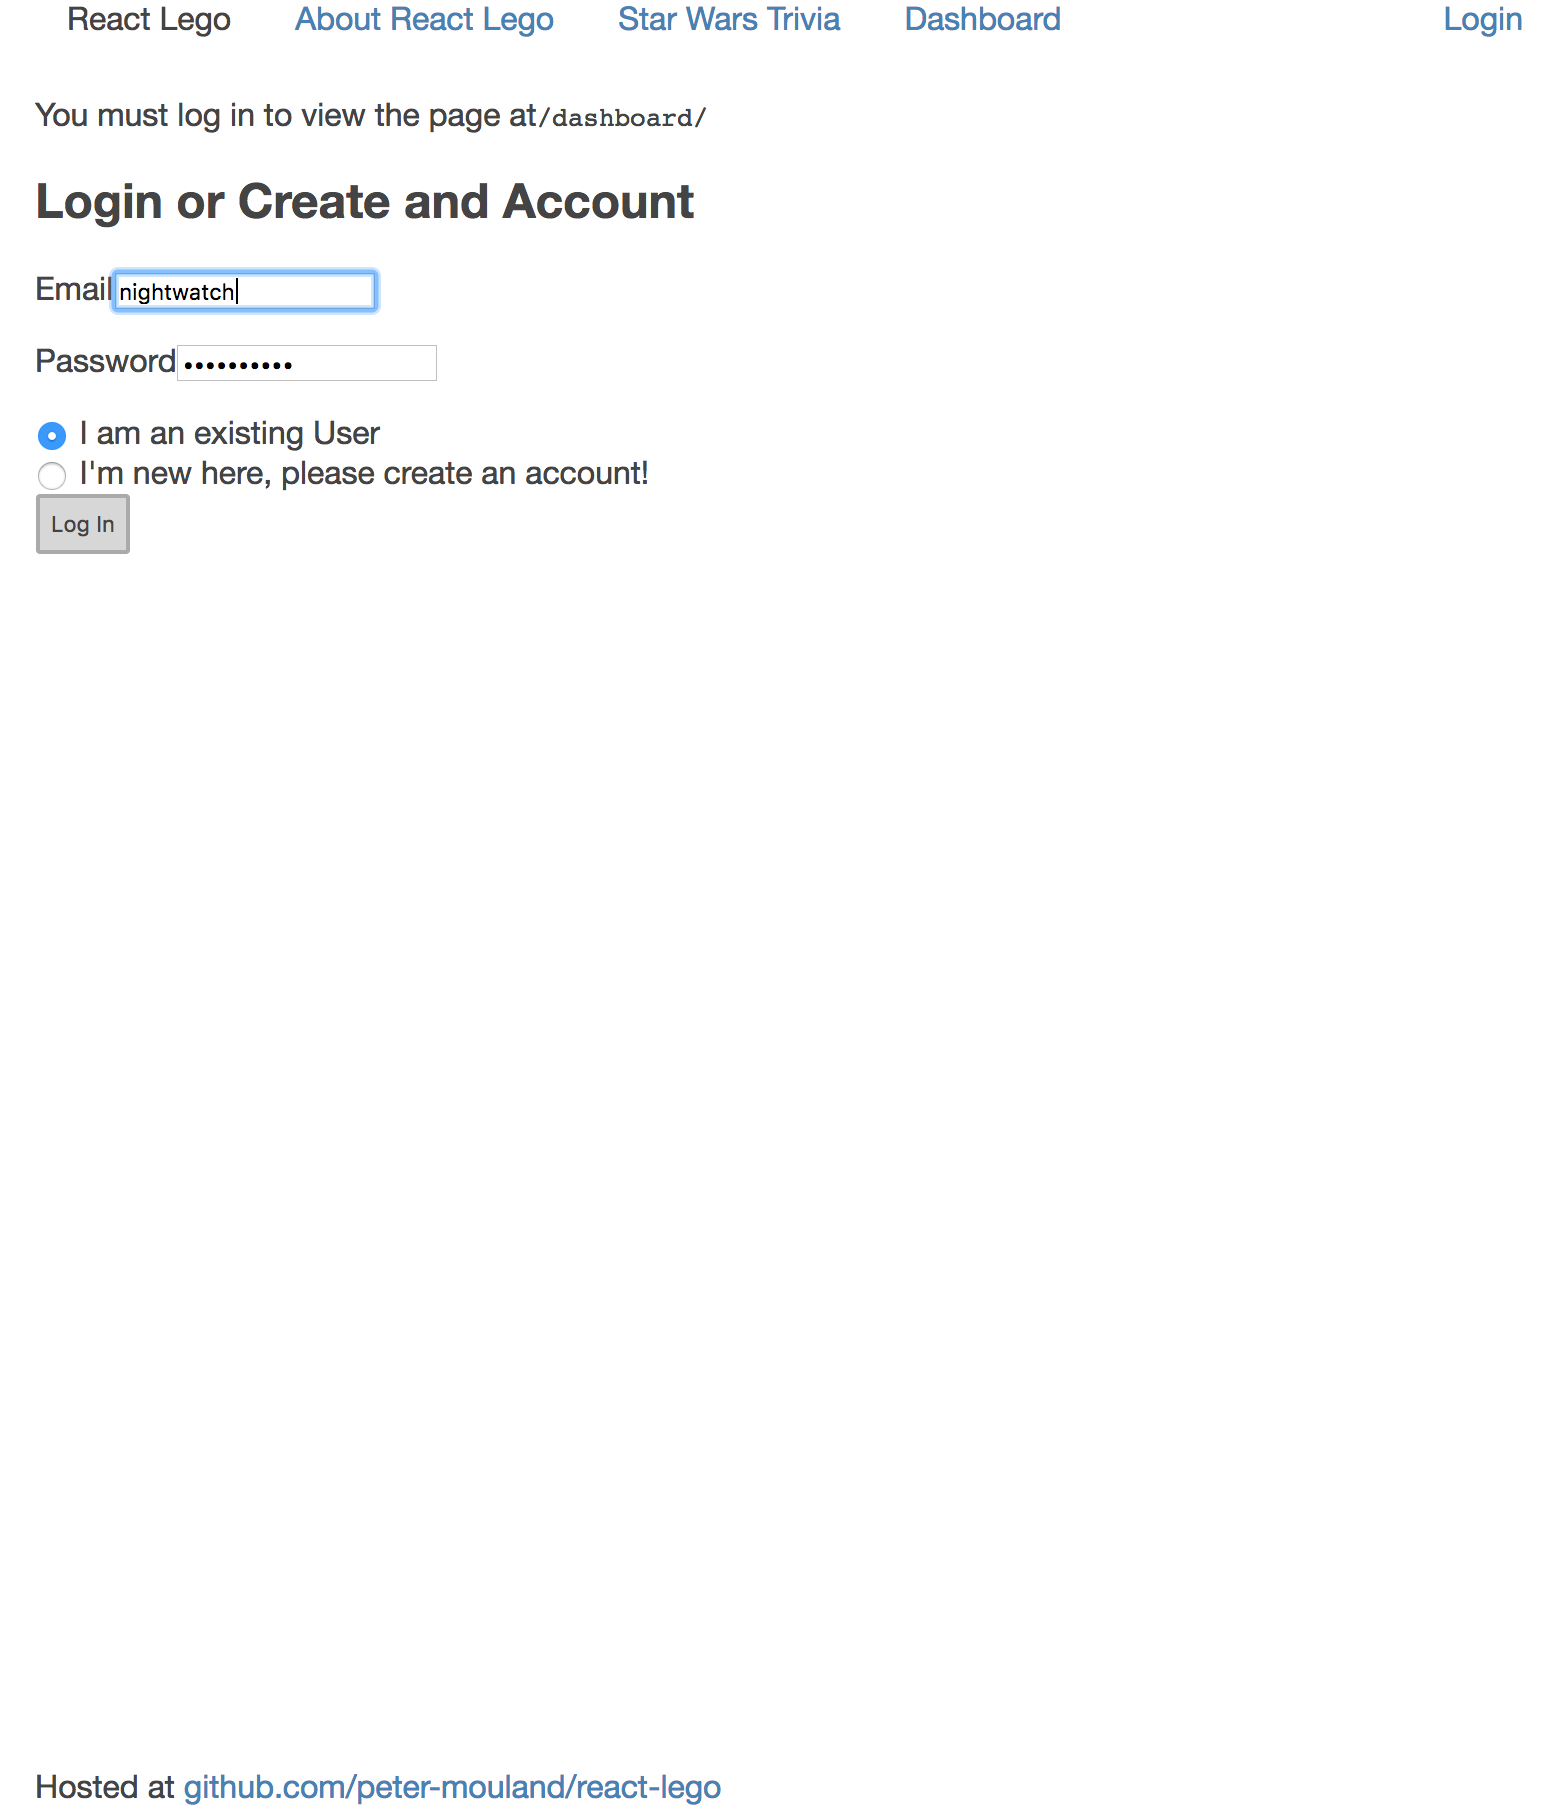 React Lego About React Lego Star Wars Trivia Dashboard Login
You must log in to view the page at/dashboard/
Login or Create and Account
Email nightwatch
Password ••••••••••
I am an existing User
I'm new here, please create an account!
Log In
Hosted at github.com/peter-mouland/react-lego